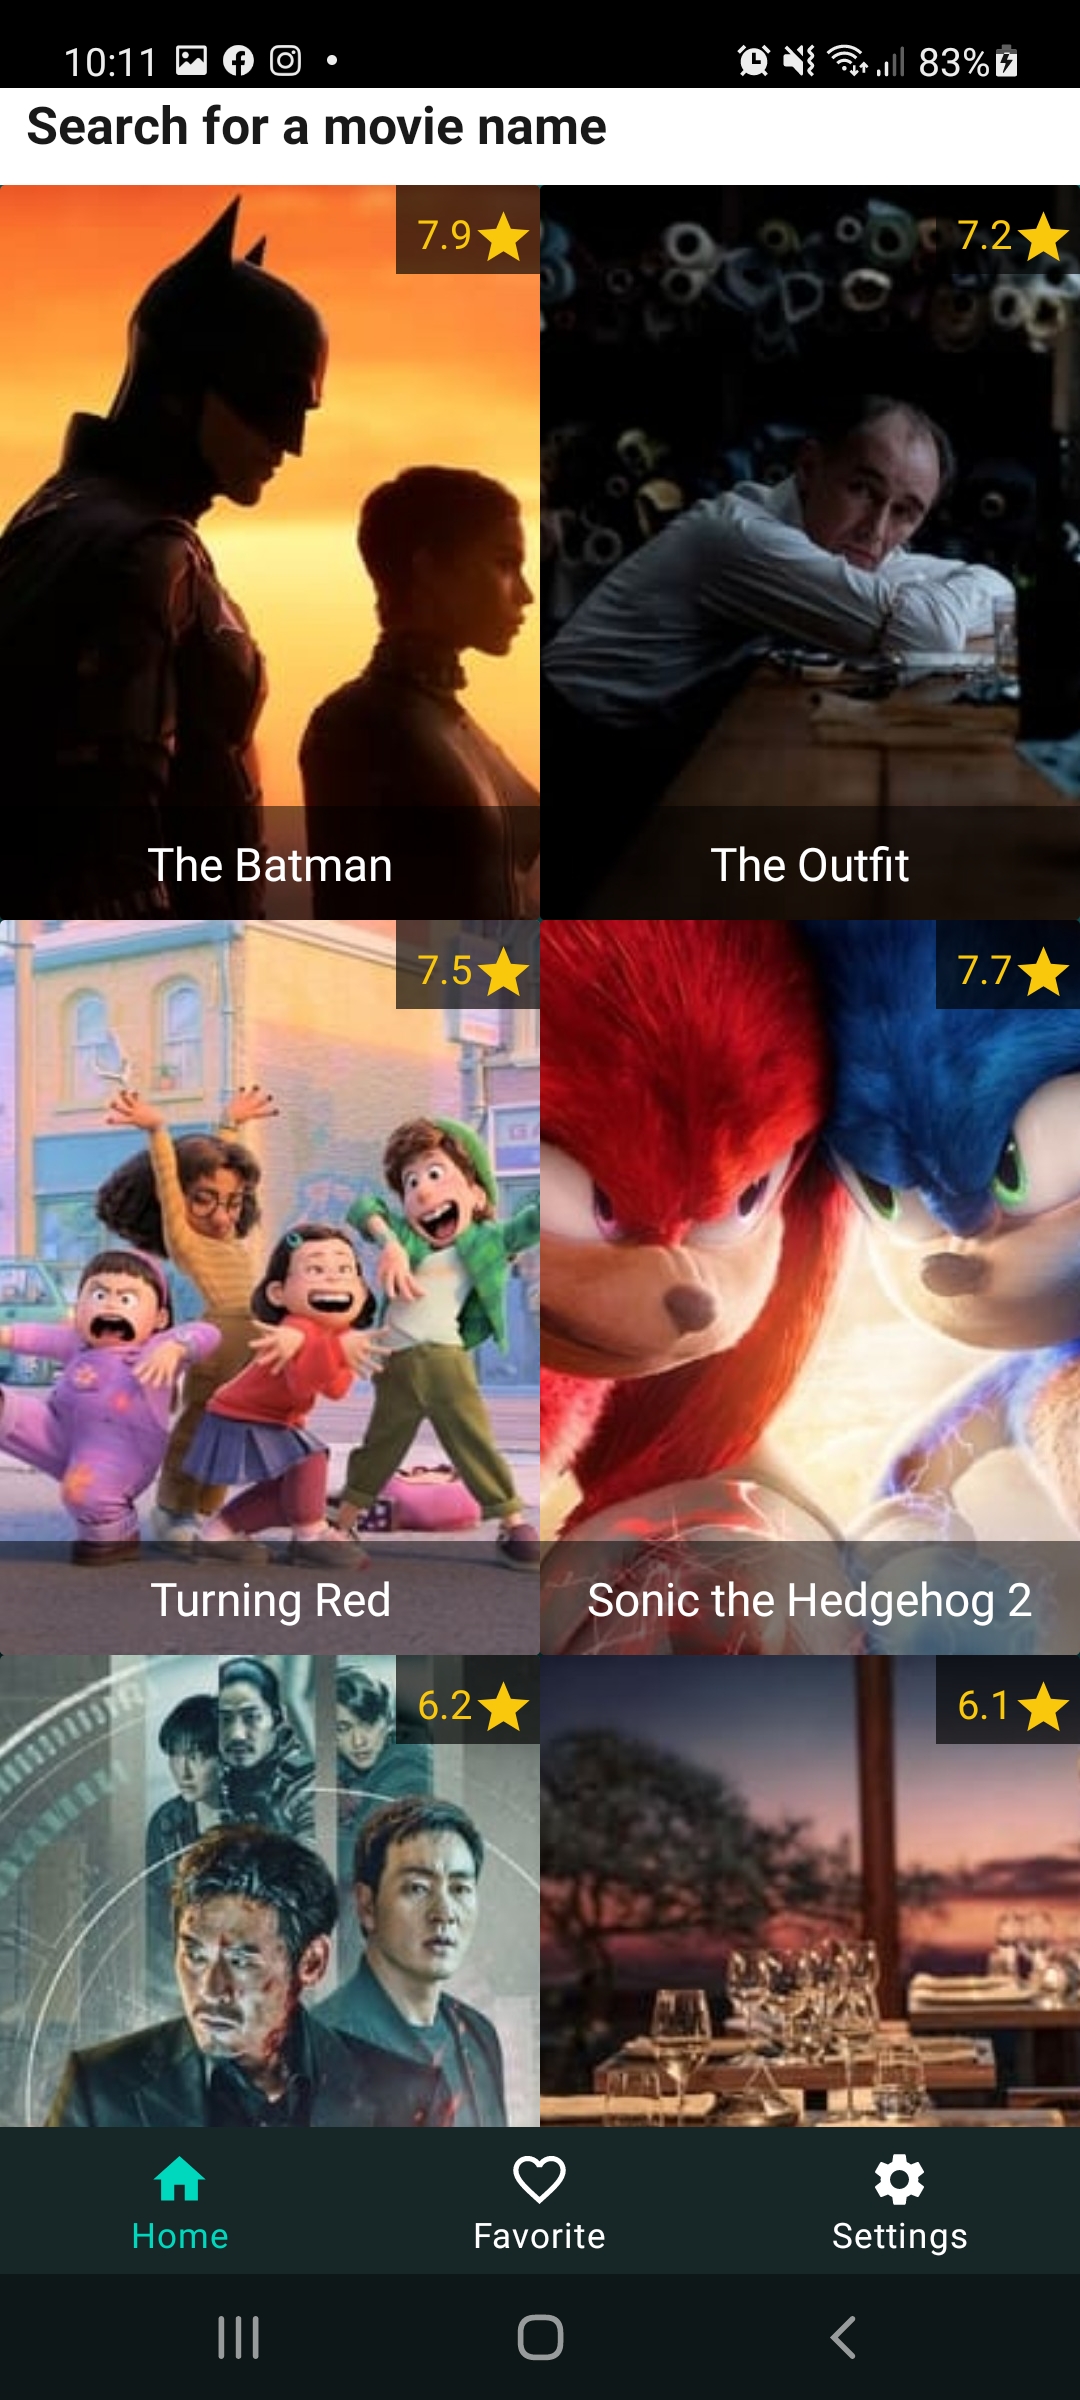 10:11 83%
Search for a movie name
7.9 7.2
The Batman The Outfit
7.5 7.7
Turning Red Sonic the Hedgehog 2
6.2 6.1
Home Favorite Settings